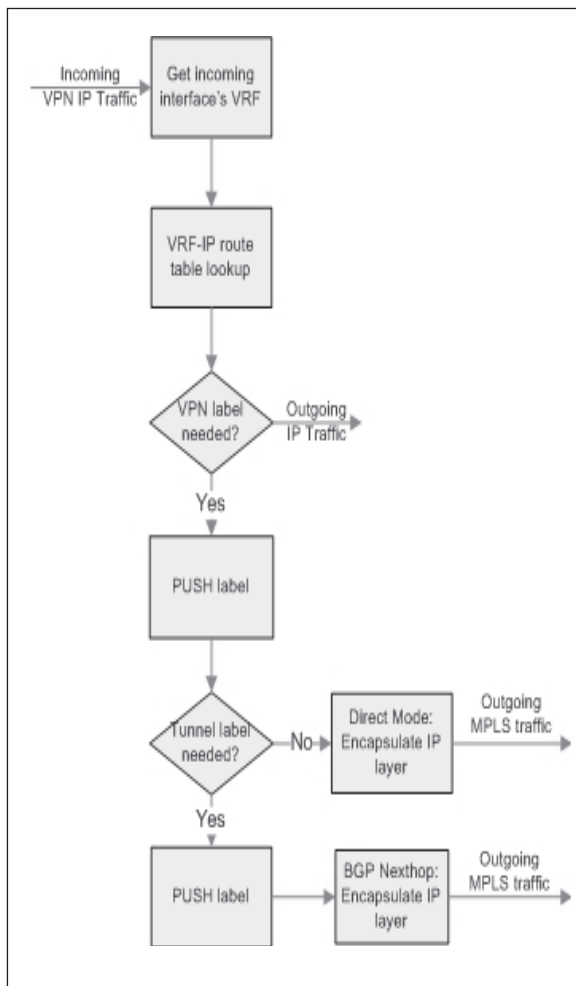 Incoming
VPN IP Traffic
Get incoming
interface's VRF
VRF-IP route
table lookup
VPN label
needed?
Outgoing
IP Traffic
Yes
PUSH label
Tunnel label
needed?
No
Direct Mode:
Encapsulate IP
layer
Outgoing
MPLS traffic
Yes
PUSH label
BGP Nexthop:
Encapsulate IP
layer
Outgoing
MPLS traffic